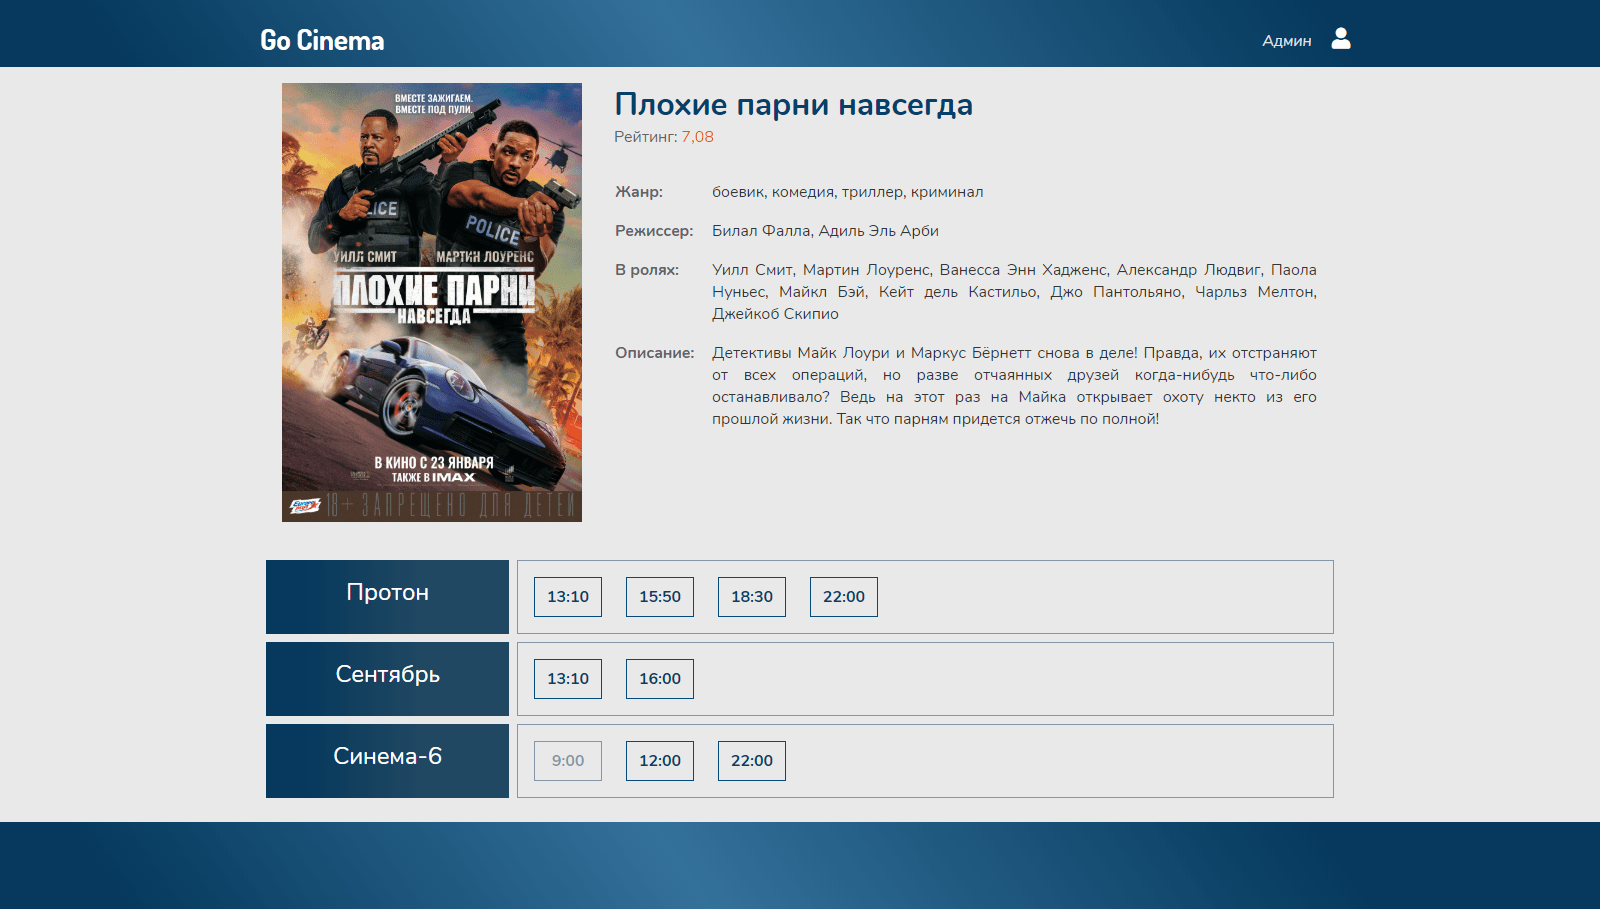 Go Cinema
Админ
ВМЕСТЕ ЗАЖИГАЕМ.
ВМЕСТЕ ПОД ПУЛИ.
POLICE
УИЛЛ СМИТ МАРТИН ЛОУРЕНС
ПЛОХИЕ ПАРНИ
НАВСЕГДА
В КИНО С 23 ЯНВАРЯ
ТАКЖЕ В IMAX
18+ ЗАПРЕЩЕНО ДЛЯ ДЕТЕЙ
Плохие парни навсегда
Рейтинг: 7,08
Жанр: боевик, комедия, триллер, криминал
Режиссер: Билал Фалла, Адиль Эль Арби
В ролях: Уилл Смит, Мартин Лоуренс, Ванесса Энн Хадженс, Александр Людвиг, Паола
Нуньес, Майкл Бэй, Кейт дель Кастильо, Джо Пантольяно, Чарльз Мелтон,
Джейкоб Скипио
Описание: Детективы Майк Лоури и Маркус Бёрнетт снова в деле! Правда, их отстраняют
от всех операций, но разве отчаянных друзей когда-нибудь что-либо
останавливало? Ведь на этот раз на Майка открывает охоту некто из его
прошлой жизни. Так что парням придется отжечь по полной!
Протон 13:10 15:50 18:30 22:00
Сентябрь 13:10 16:00
Синема-6 9:00 12:00 22:00